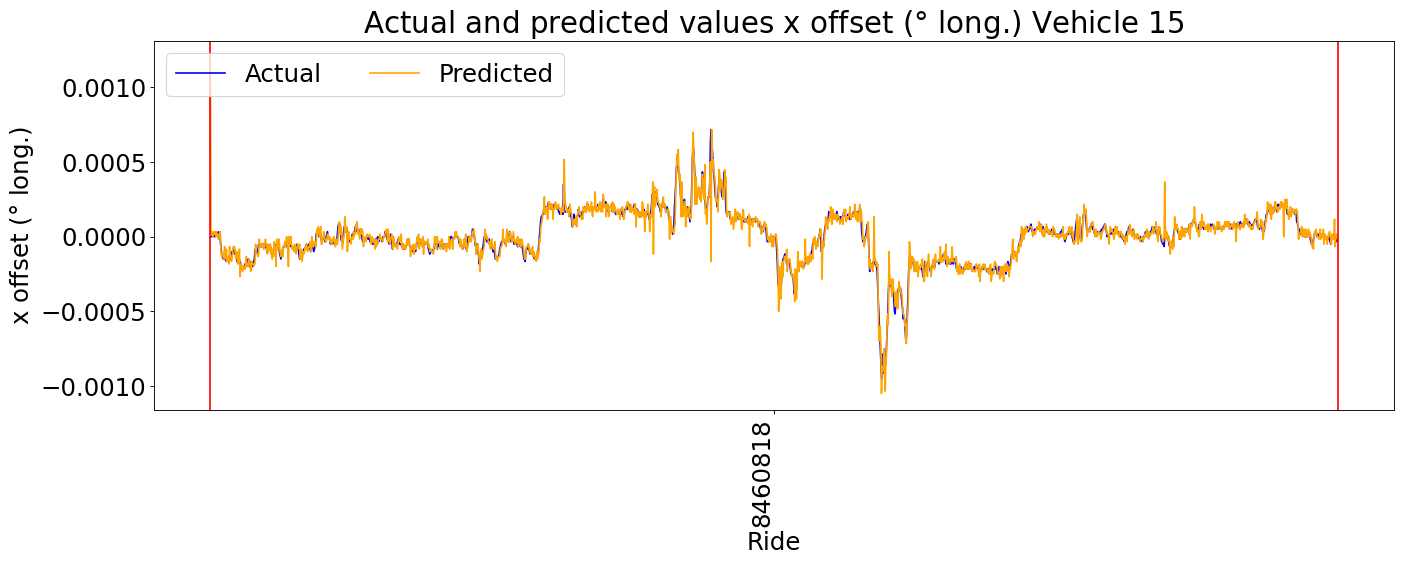 Actual and predicted values x offset (° long.) Vehicle 15
Actual
Predicted
x offset (° long.)
0.0010
0.0005
0.0000
−0.0005
−0.0010
8460818
Ride